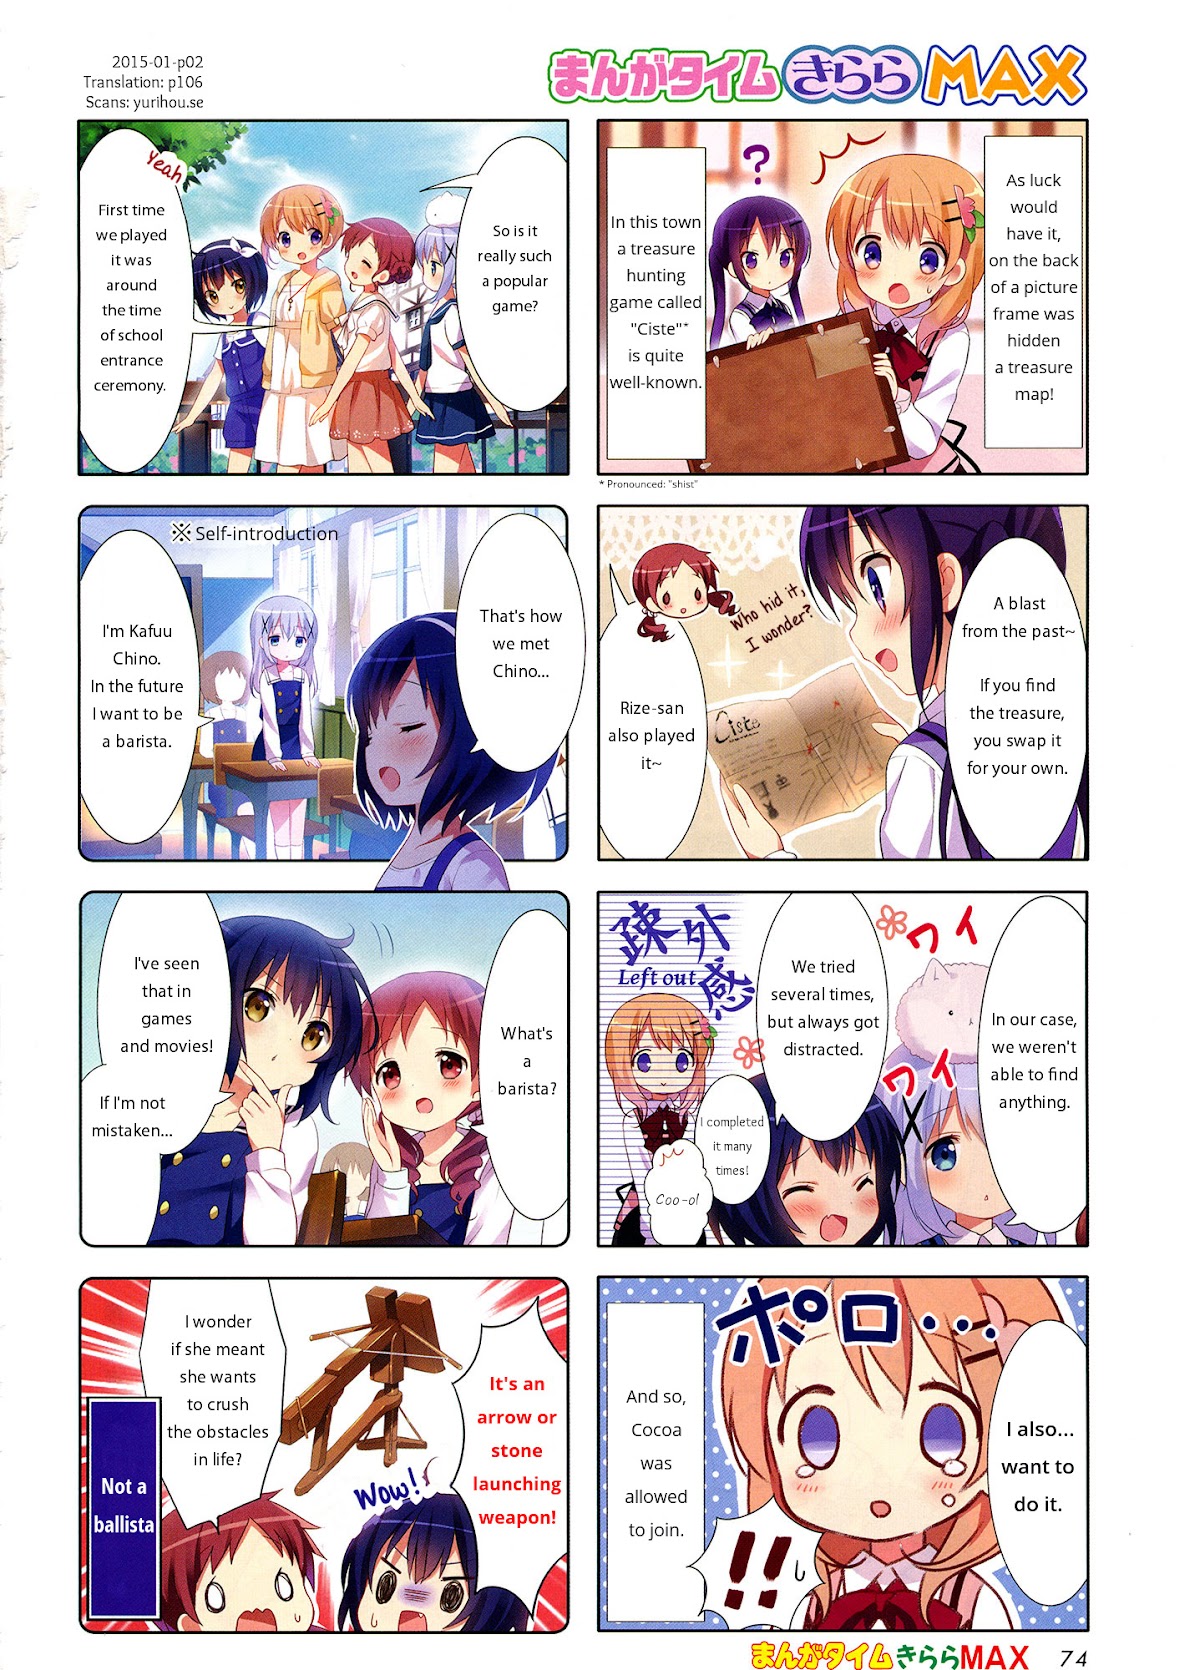 2015-01-p02
Translation: p106
Scans: yurihou.se
まんがタイムきららMAX
As luck
would
have it,
on the back
of a picture
frame was
hidden
a treasure
map!
?
In this town
a treasure
hunting
game called
"Ciste"*
is quite
well-known.
* Pronounced: "shist"
A blast
from the past~
If you find
the treasure,
you swap it
for your own.
Who hid it,
I wonder?
Ciste
Rize-san
also played
it~
ワイ
ワイ
In our case,
we weren't
able to find
anything.
We tried
several times,
but always got
distracted.
疎外感
Left out
I completed
it many
times!
Coo-o!
ポロ...
I also...
want to
do it.
And so,
Cocoa
was
allowed
to join.
!!
So is it
really such
a popular
game?
Yeah
First time
we played
it was
around
the time
of school
entrance
ceremony.
※ Self-introduction
That's how
we met
Chino...
I'm Kafuu
Chino.
In the future
I want to be
a barista.
What's
a
barista?
I've seen
that in
games
and movies!
If I'm not
mistaken...
It's an
arrow or
stone
launching
weapon!
Wow!
I wonder
if she meant
she wants
to crush
the obstacles
in life?
Not a
ballista
まんがタイムきららMAX 74